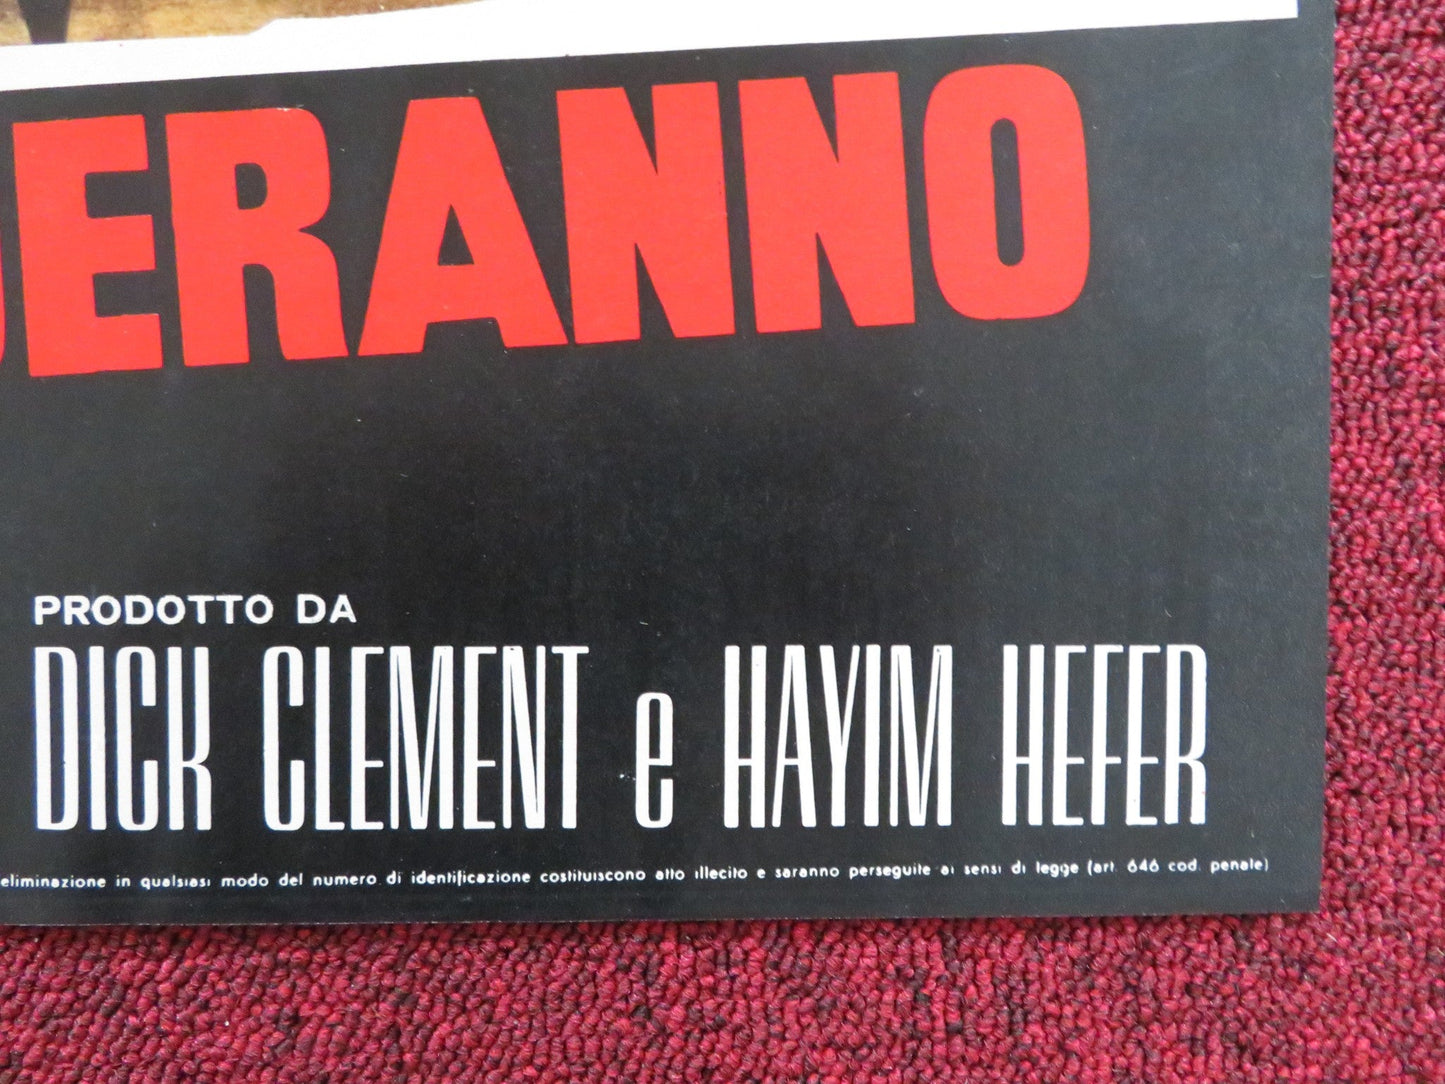 DERANNO
PRODOTTO DA
DICK CLEMENT e HAYIM HEFER
eliminazione in qualsiasi modo del numero di identificazione costituiscono atto illecito e saranno perseguite ai sensi di legge (art. 646 cod. penale)